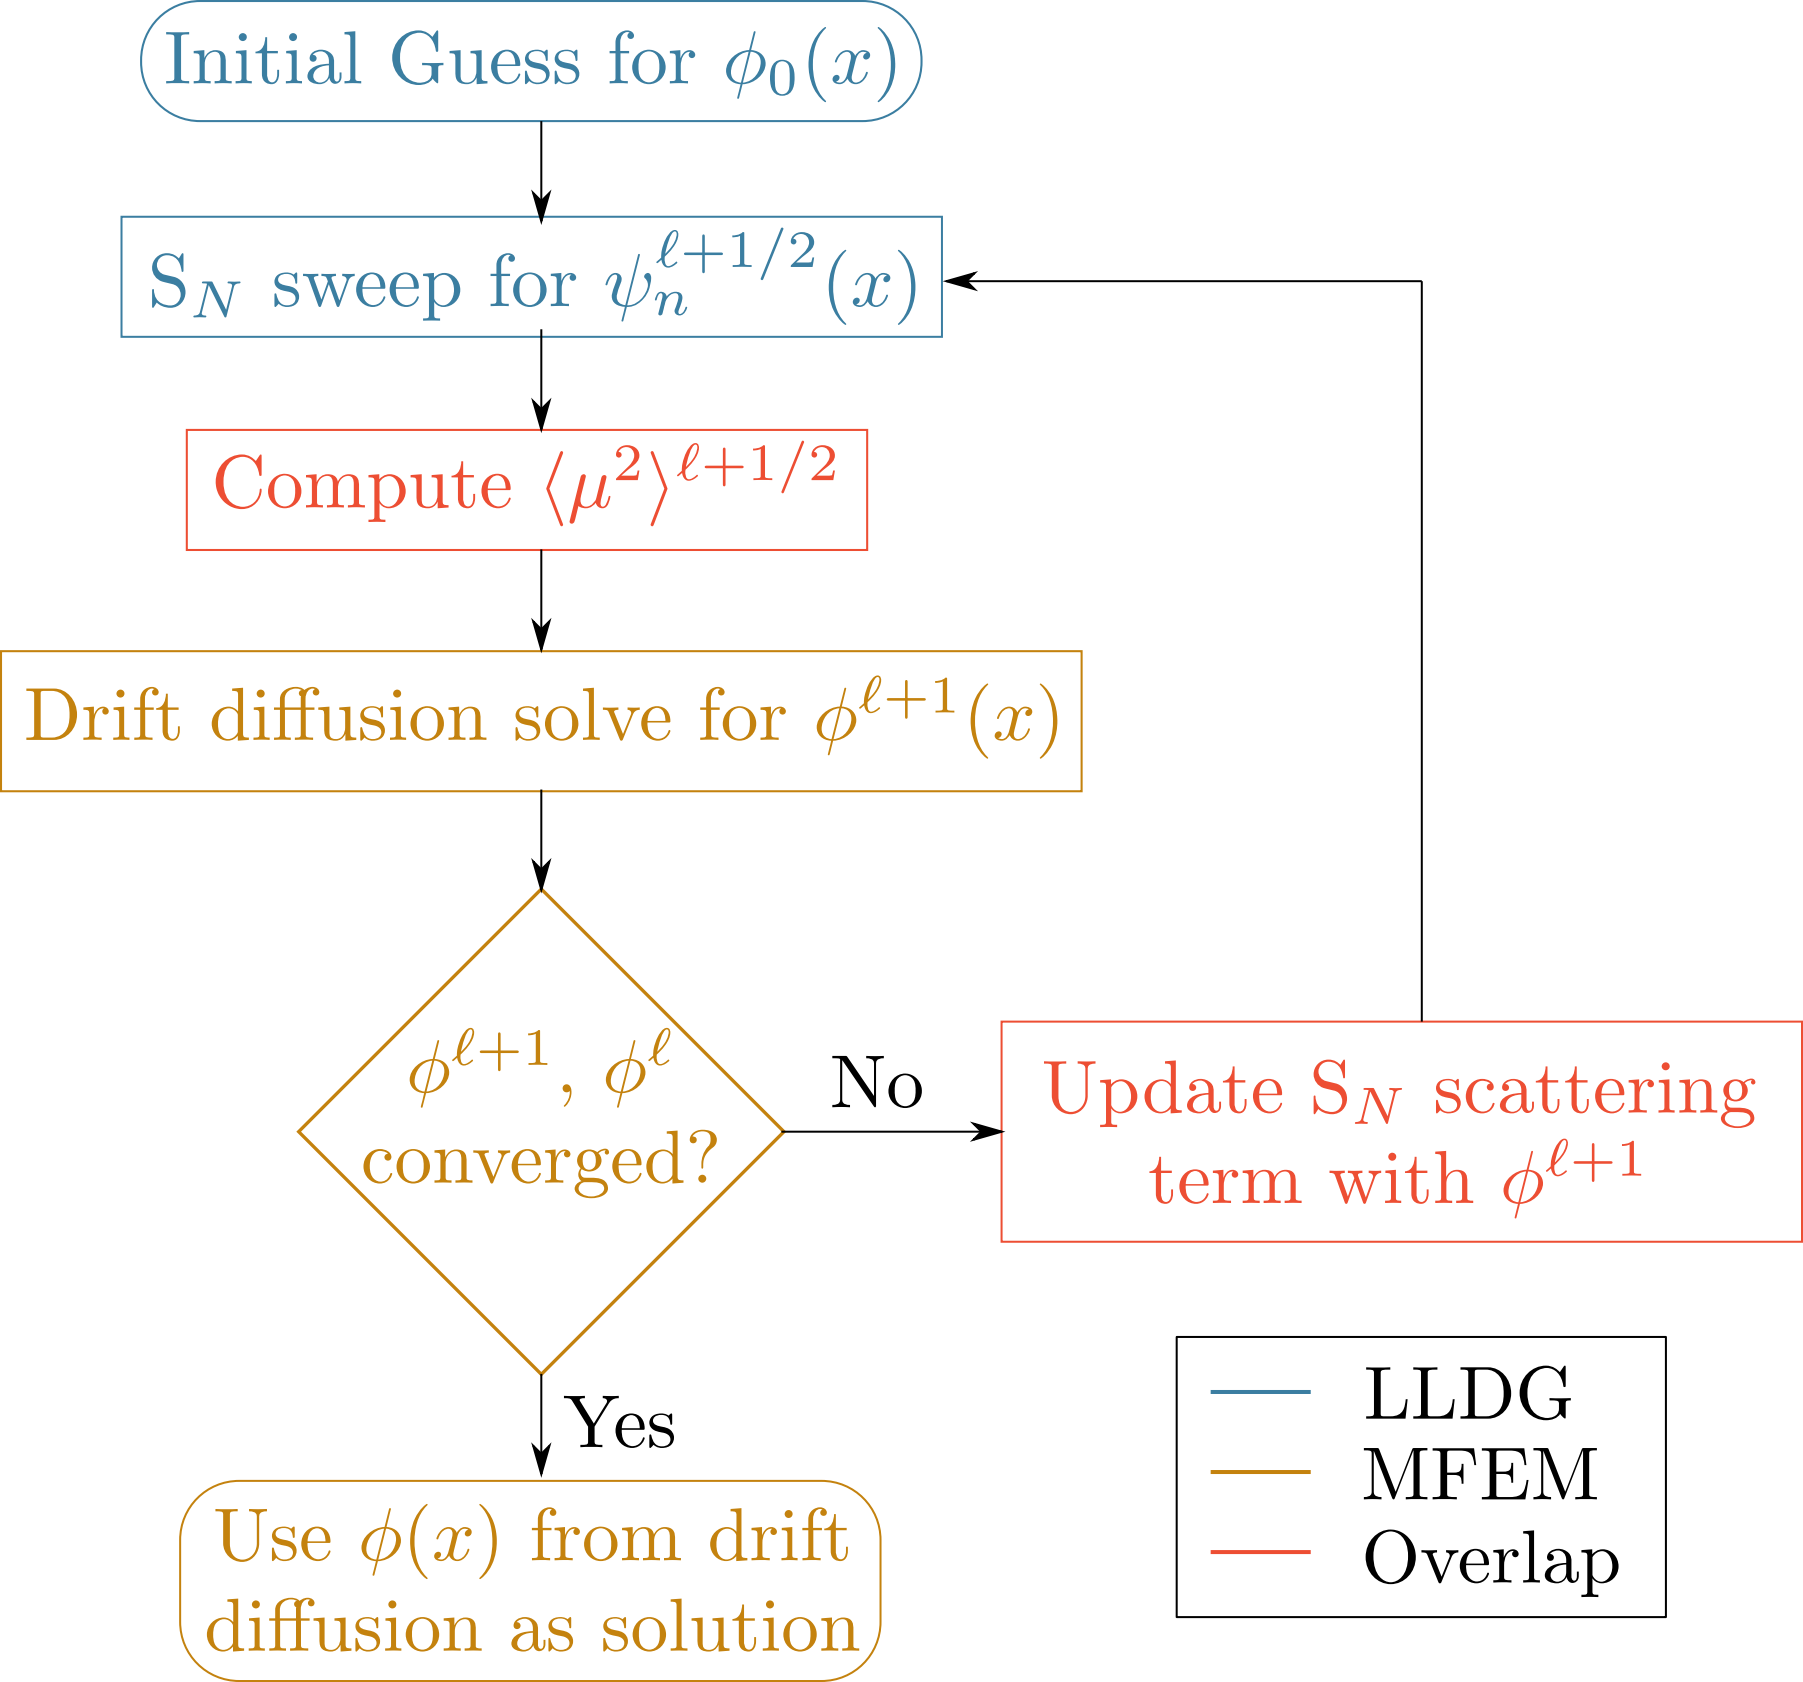 Initial Guess for ϕ₀(x)
S_N sweep for ψ_n^{ℓ+1/2}(x)
Compute ⟨μ²⟩^{ℓ+1/2}
Drift diffusion solve for ϕ^{ℓ+1}(x)
ϕ^{ℓ+1}, ϕ^ℓ
converged?
No
Update S_N scattering
term with ϕ^{ℓ+1}
Yes
Use ϕ(x) from drift
diffusion as solution
LLDG
MFEM
Overlap